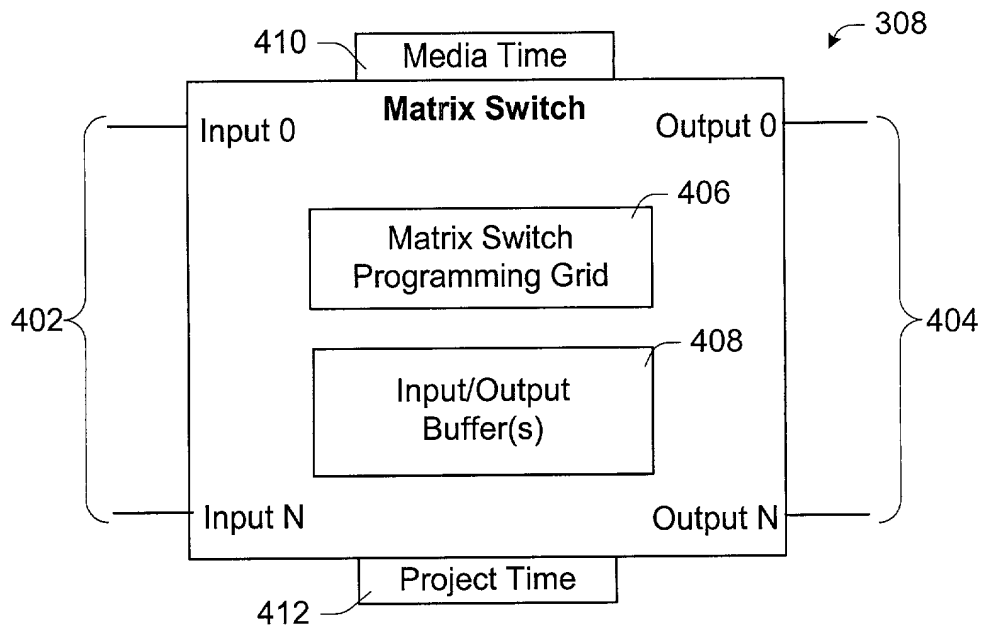 308
410
Media Time
Matrix Switch
Input 0
Output 0
406
Matrix Switch
Programming Grid
402
404
408
Input/Output
Buffer(s)
Input N
Output N
Project Time
412